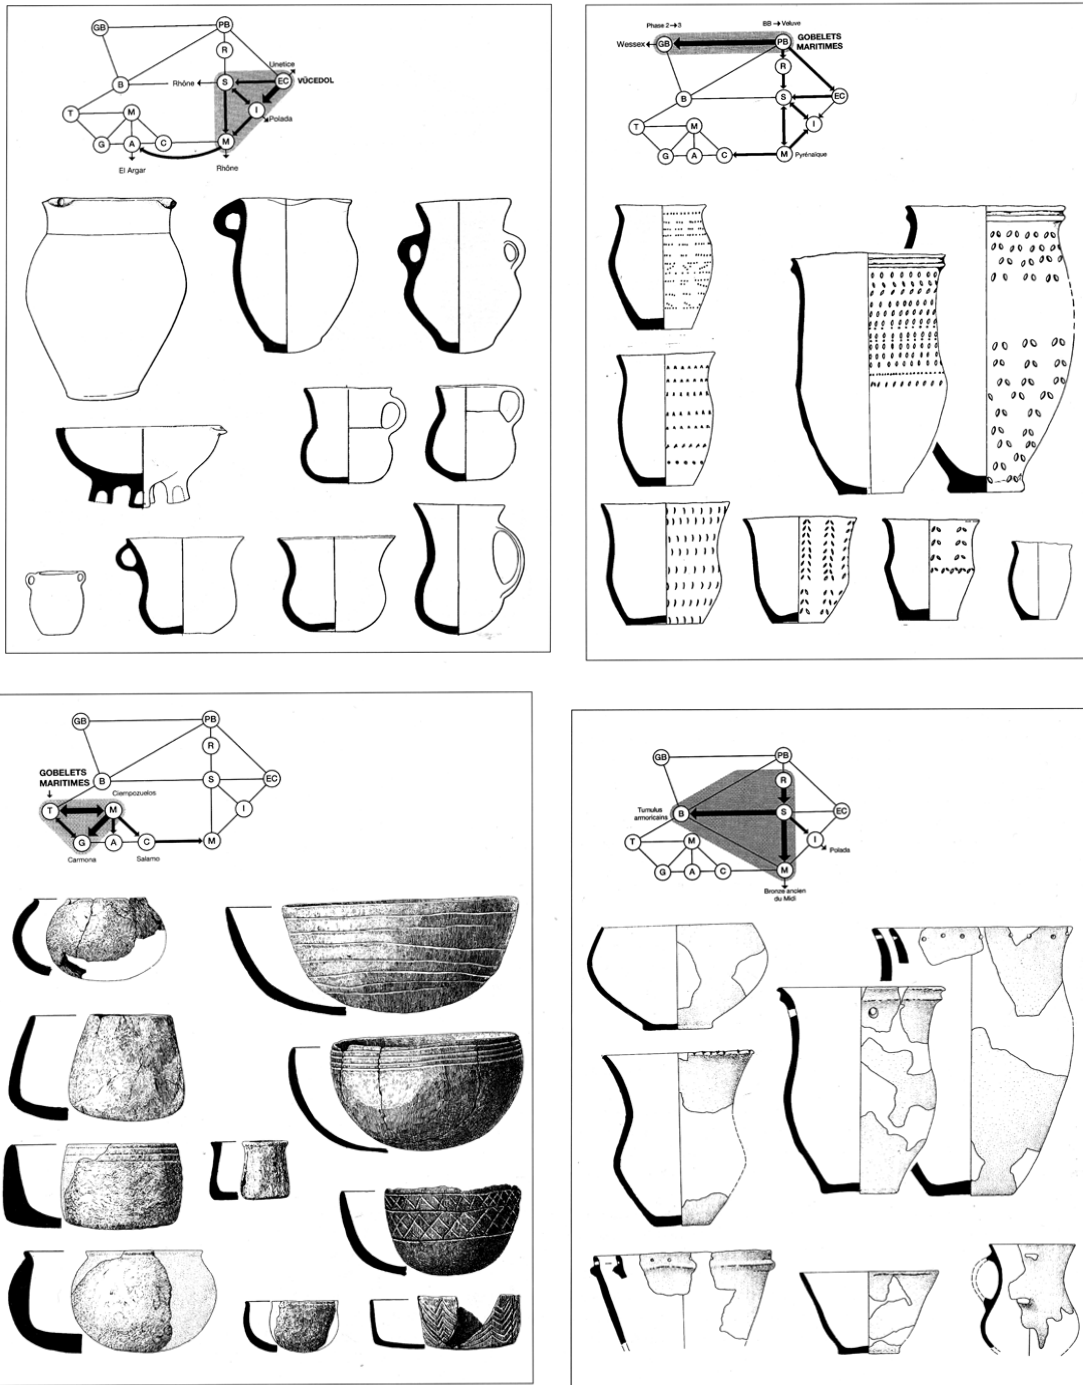 GB
PB
R
Unetice
B
Rhône
S
EC
VÜCEDOL
I
Polada
T
M
G
A
C
M
El Argar
Rhône
Phase 2→3
BB → Veluve
Wessex
GB
PB
GOBELETS
MARITIMES
R
B
S
EC
T
M
I
G
A
C
M
Pyrénaïque
GB
PB
R
GOBELETS
MARITIMES
B
S
EC
Ciempozuelos
T
M
I
G
A
C
M
Carmona
Salamo
GB
PB
R
Tumulus
armoricains
B
S
EC
T
M
I
Polada
G
A
C
M
Bronze ancien
du Midi